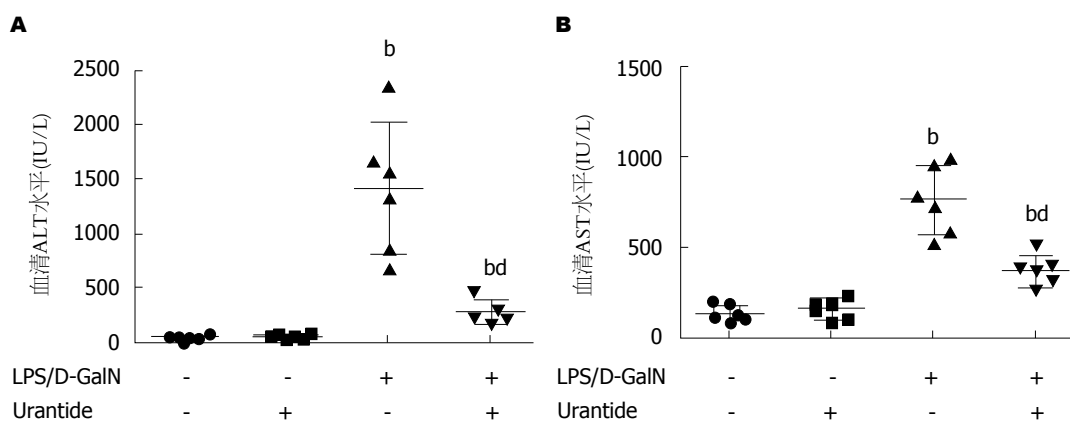 A
b
2500
2000
1500
1000
500
0
血清ALT水平(IU/L)
bd
LPS/D-GalN - - + +
Urantide - + - +
B
1500
1000
500
0
血清AST水平(IU/L)
b
bd
LPS/D-GalN - - + +
Urantide - + - +